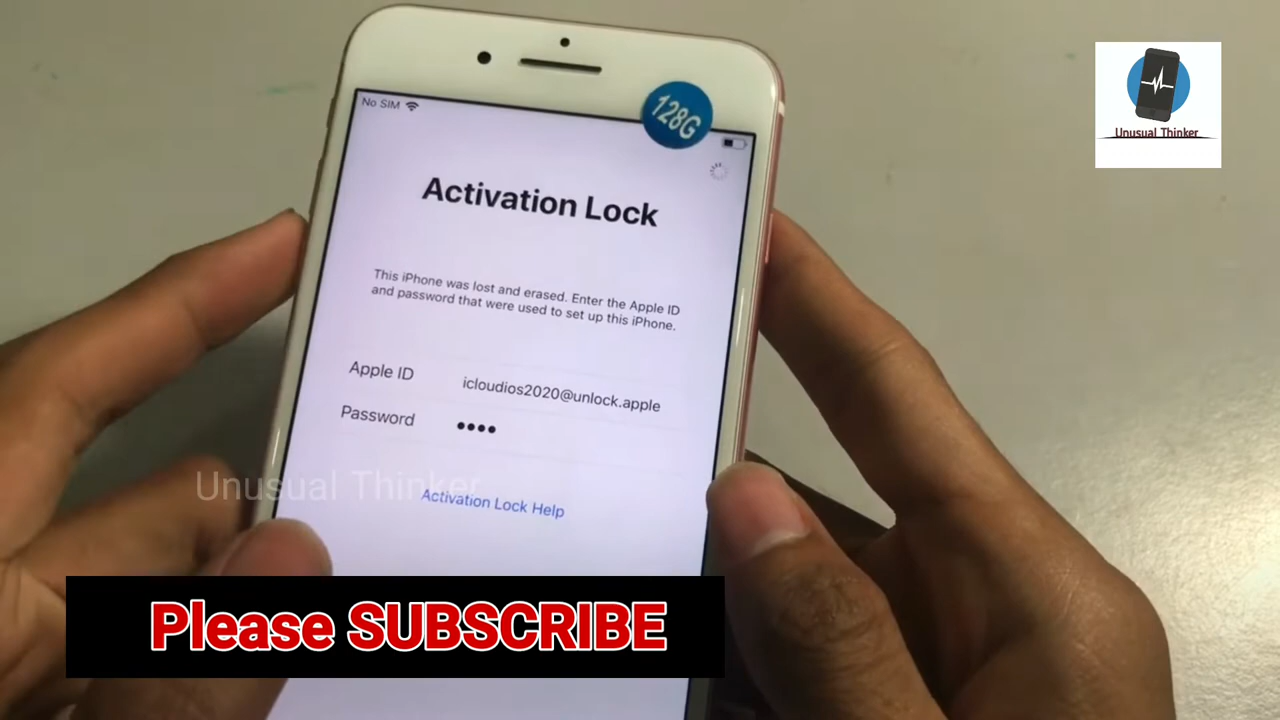 No SIM
128G
Unusual Thinker
Activation Lock
This iPhone was lost and erased. Enter the Apple ID
and password that were used to set up this iPhone.
Apple ID icloudios2020@unlock.apple
Password ••••
Unusual Thinker
Activation Lock Help
Please SUBSCRIBE